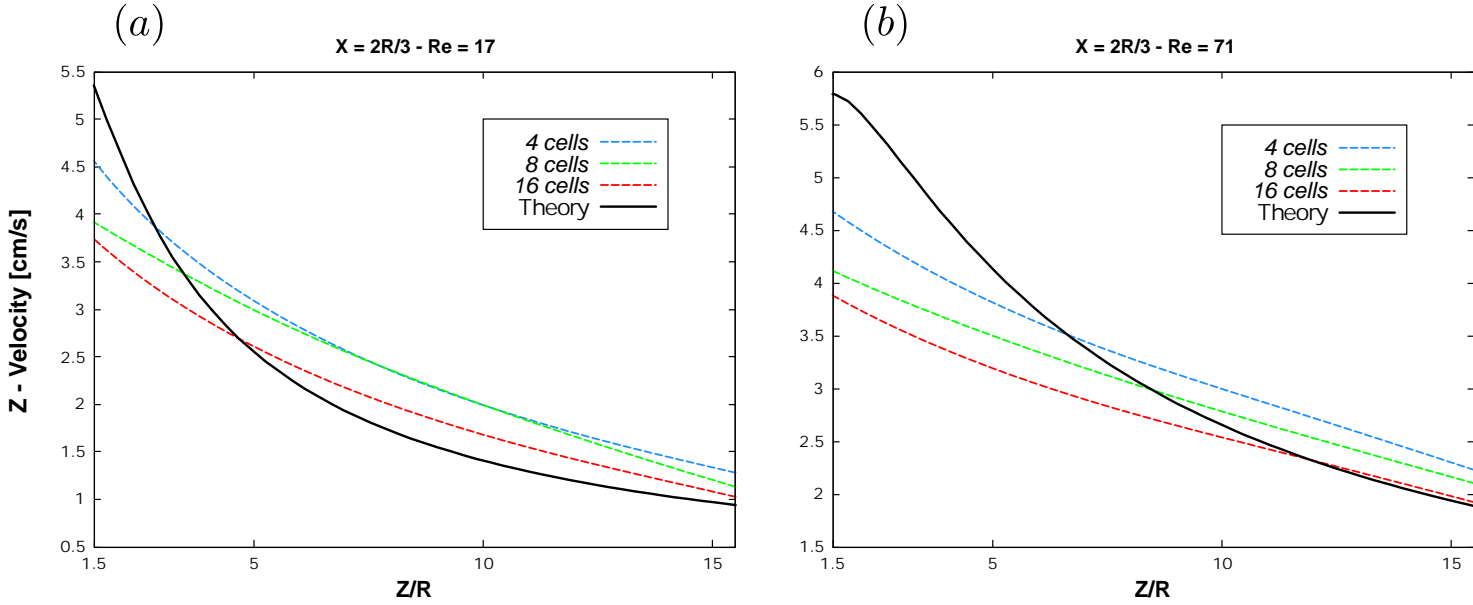 (a)
X = 2R/3 - Re = 17
5.5
5
4.5
4
3.5
3
2.5
2
1.5
1
0.5
Z - Velocity [cm/s]
4 cells
8 cells
16 cells
Theory
1.5 5 10 15
Z/R
(b)
X = 2R/3 - Re = 71
6
5.5
5
4.5
4
3.5
3
2.5
2
1.5
4 cells
8 cells
16 cells
Theory
1.5 5 10 15
Z/R